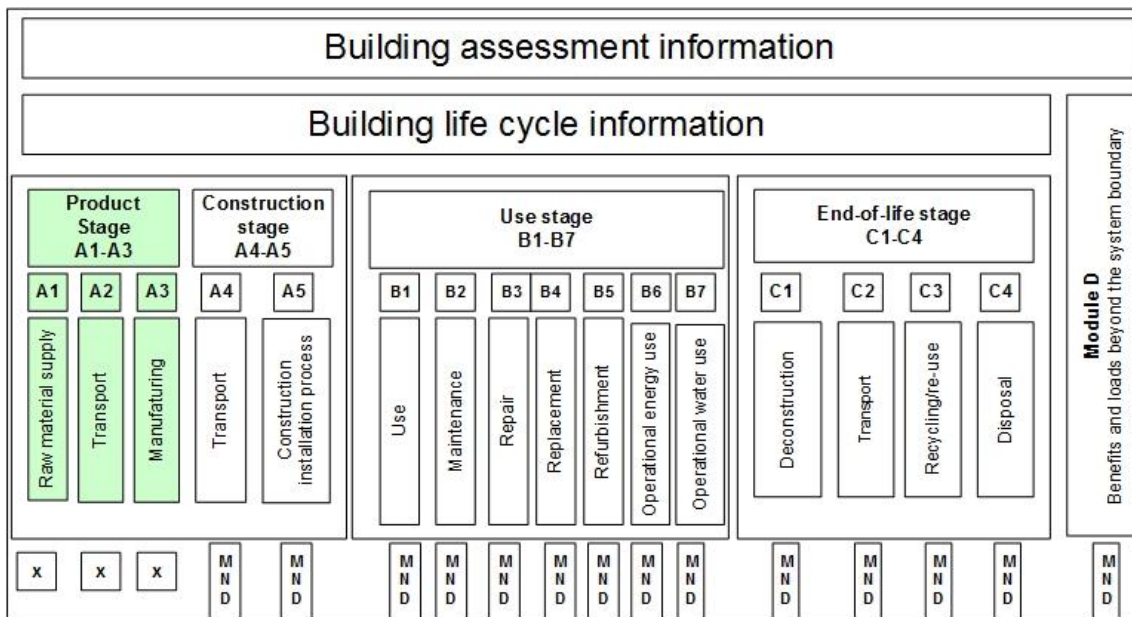 Building assessment information
Building life cycle information
Product
Stage
A1-A3
Construction
stage
A4-A5
Use stage
B1-B7
End-of-life stage
C1-C4
Module D
Benefits and loads beyond the system boundary
A1
A2
A3
A4
A5
B1
B2
B3
B4
B5
B6
B7
C1
C2
C3
C4
Raw material supply
Transport
Manufaturing
Transport
Construction
installation process
Use
Maintenance
Repair
Replacement
Refurbishment
Operational energy use
Operational water use
Deconstruction
Transport
Recycling/re-use
Disposal
x
x
x
MND
MND
MND
MND
MND
MND
MND
MND
MND
MND
MND
MND
MND
MND